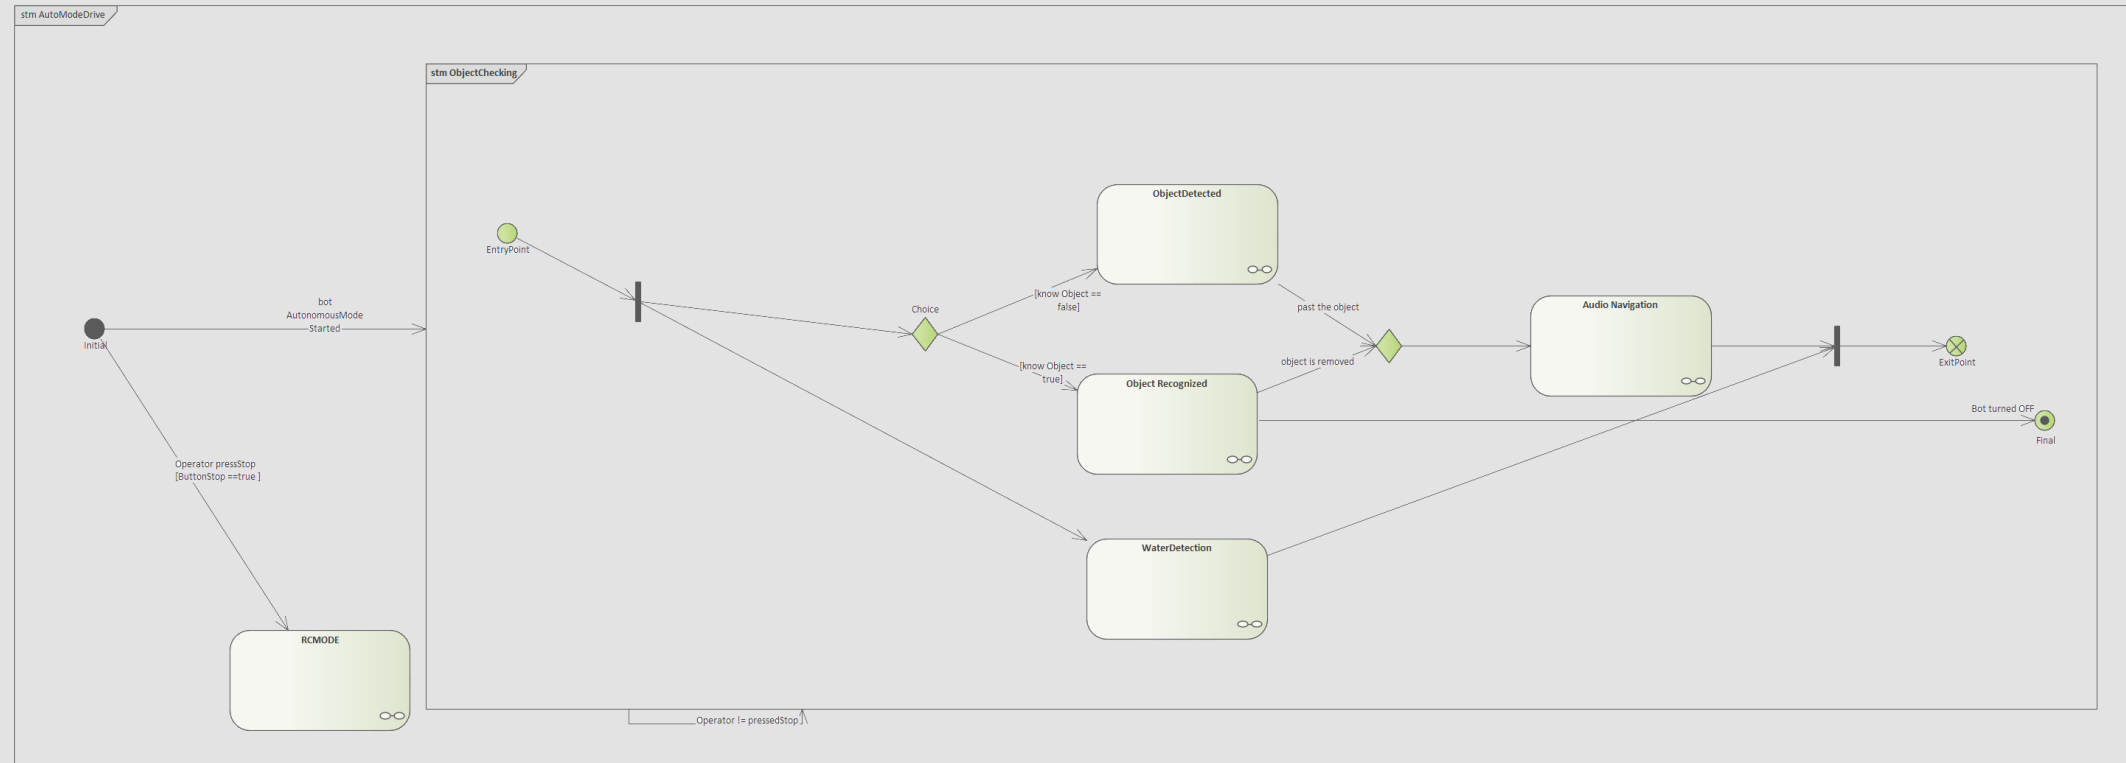 stm AutoModeDrive
stm ObjectChecking
ObjectDetected
EntryPoint
[know Object ==
false]
bot
AutonomousMode
Started
Choice
past the object
Audio Navigation
Initial
object is removed
ExitPoint
[know Object ==
true]
Object Recognized
Bot turned OFF
Final
Operator pressStop
[ButtonStop ==true ]
WaterDetection
RCMODE
Operator != pressedStop